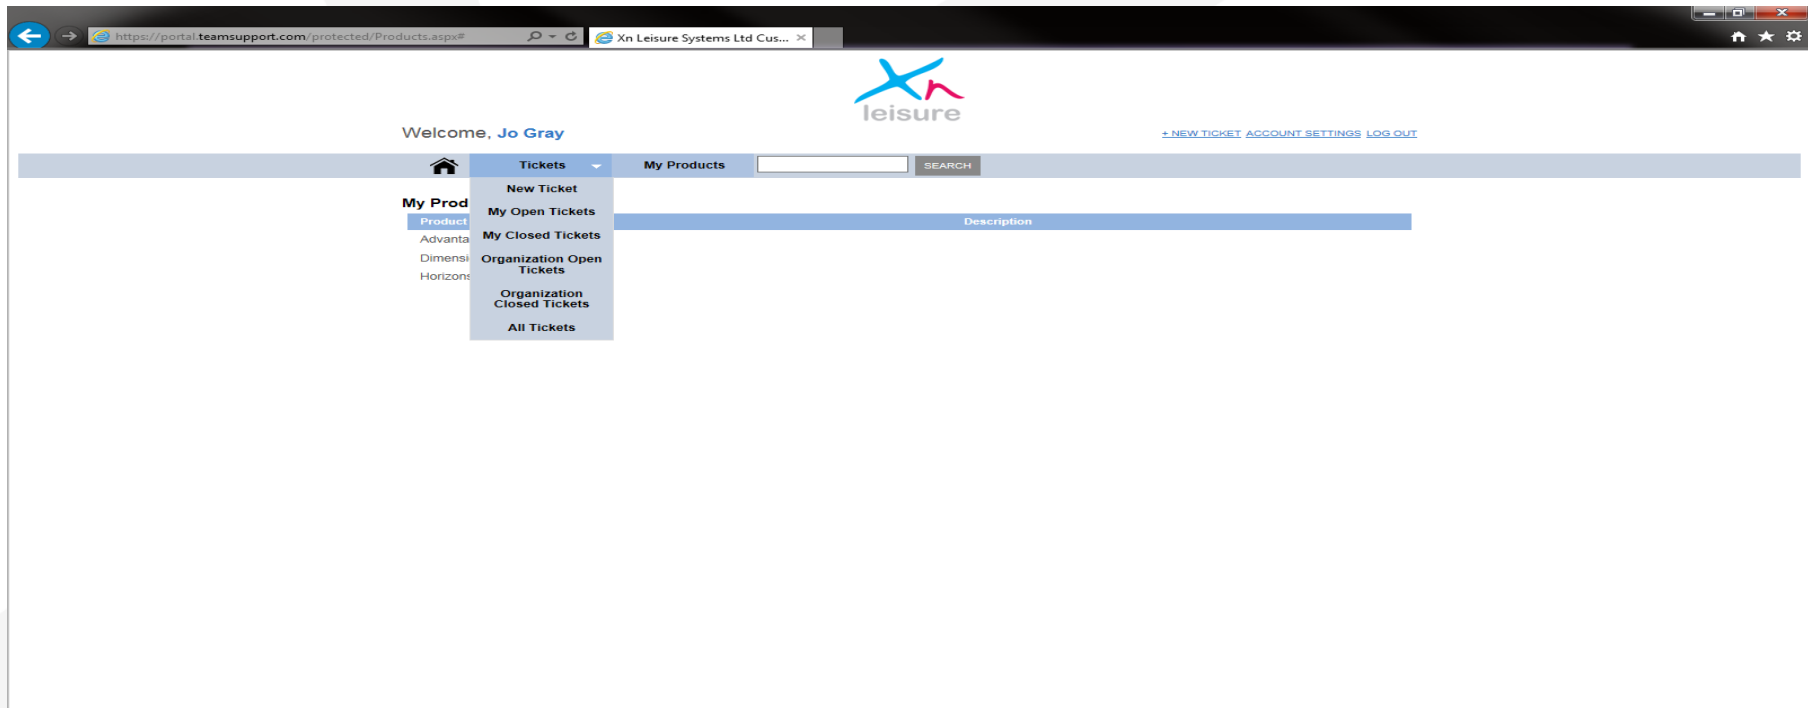 https://portal.teamsupport.com/protected/Products.aspx#
Xn Leisure Systems Ltd Cus...
Xn
leisure
Welcome, Jo Gray
+ NEW TICKET ACCOUNT SETTINGS LOG OUT
Tickets My Products SEARCH
New Ticket
My Prod
My Open Tickets
Product Description
My Closed Tickets
Advanta
Organization Open
Tickets
Dimensi
Horizons
Organization
Closed Tickets
All Tickets